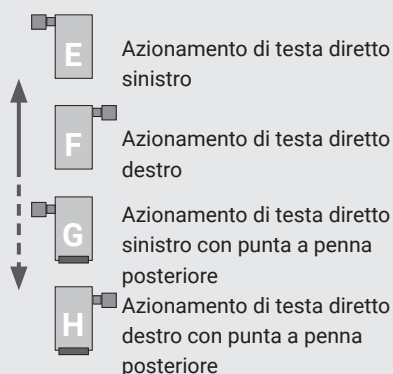 E
Azionamento di testa diretto
sinistro
F
Azionamento di testa diretto
destro
G
Azionamento di testa diretto
sinistro con punta a penna
posteriore
H
Azionamento di testa diretto
destro con punta a penna
posteriore